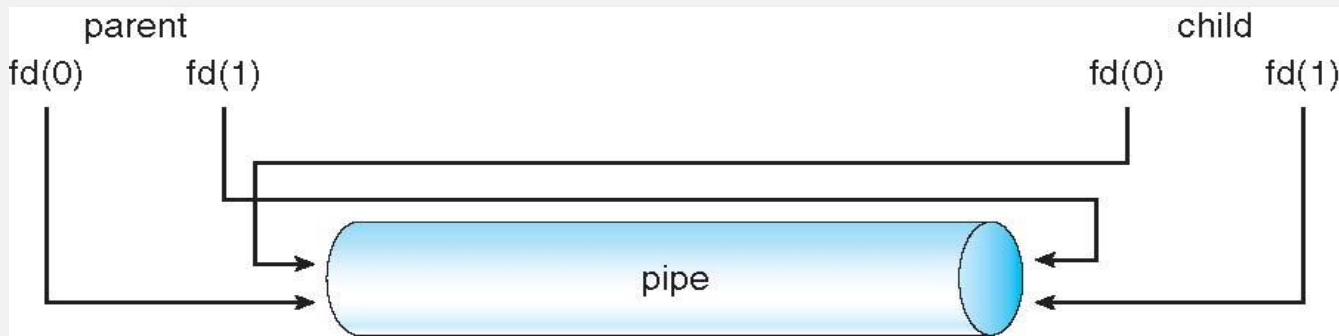 parent child
fd(0) fd(1) fd(0) fd(1)
pipe